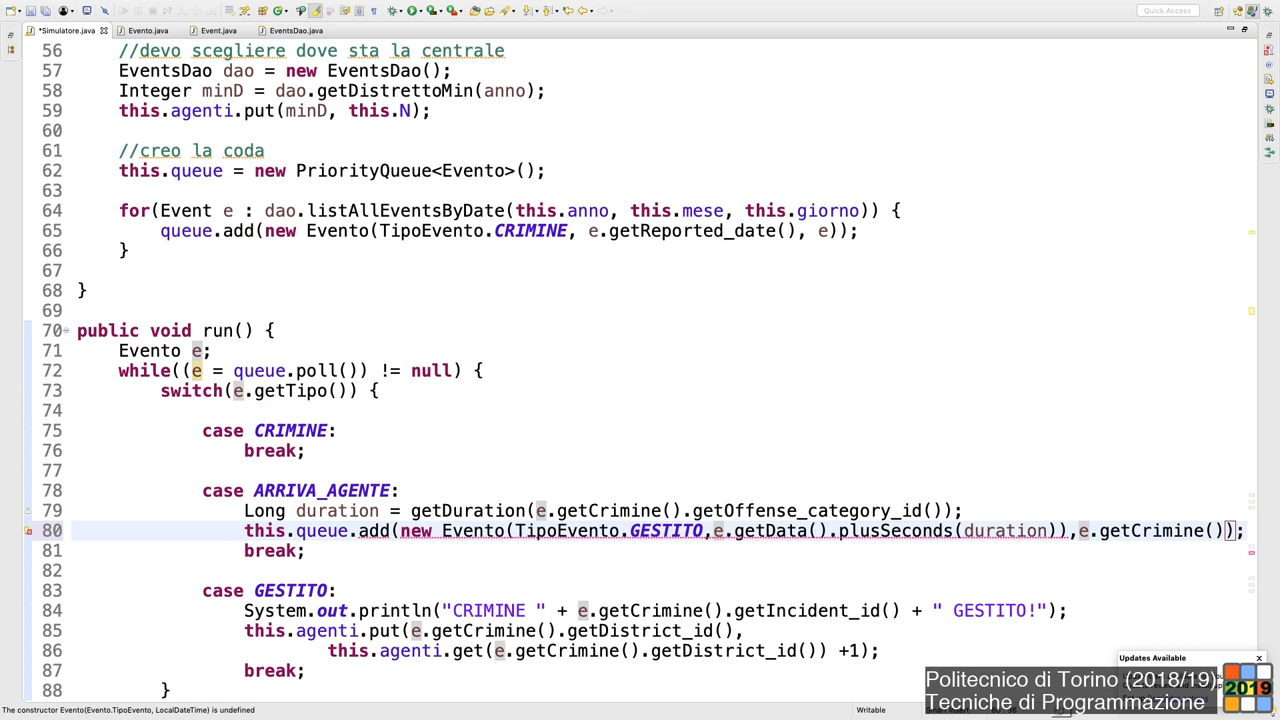 Quick Access
*Simulatore.java
Evento.java
Event.java
EventsDao.java
56 //devo scegliere dove sta la centrale
57 EventsDao dao = new EventsDao();
58 Integer minD = dao.getDistrettoMin(anno);
59 this.agenti.put(minD, this.N);
60
61 //creo la coda
62 this.queue = new PriorityQueue<Evento>();
63
64 for(Event e : dao.listAllEventsByDate(this.anno, this.mese, this.giorno)) {
65 queue.add(new Evento(TipoEvento.CRIMINE, e.getReported_date(), e));
66 }
67
68 }
69
70 public void run() {
71 Evento e;
72 while((e = queue.poll()) != null) {
73 switch(e.getTipo()) {
74
75 case CRIMINE:
76 break;
77
78 case ARRIVA_AGENTE:
79 Long duration = getDuration(e.getCrimine().getOffense_category_id());
80 this.queue.add(new Evento(TipoEvento.GESTITO,e.getData().plusSeconds(duration)),e.getCrimine());
81 break;
82
83 case GESTITO:
84 System.out.println("CRIMINE " + e.getCrimine().getIncident_id() + " GESTITO!");
85 this.agenti.put(e.getCrimine().getDistrict_id(),
86 this.agenti.get(e.getCrimine().getDistrict_id()) +1);
87 break;
88 }
Updates Available
Politecnico di Torino (2018/19)
Tecniche di Programmazione
2019
The constructor Evento(Evento.TipoEvento, LocalDateTime) is undefined
Writable